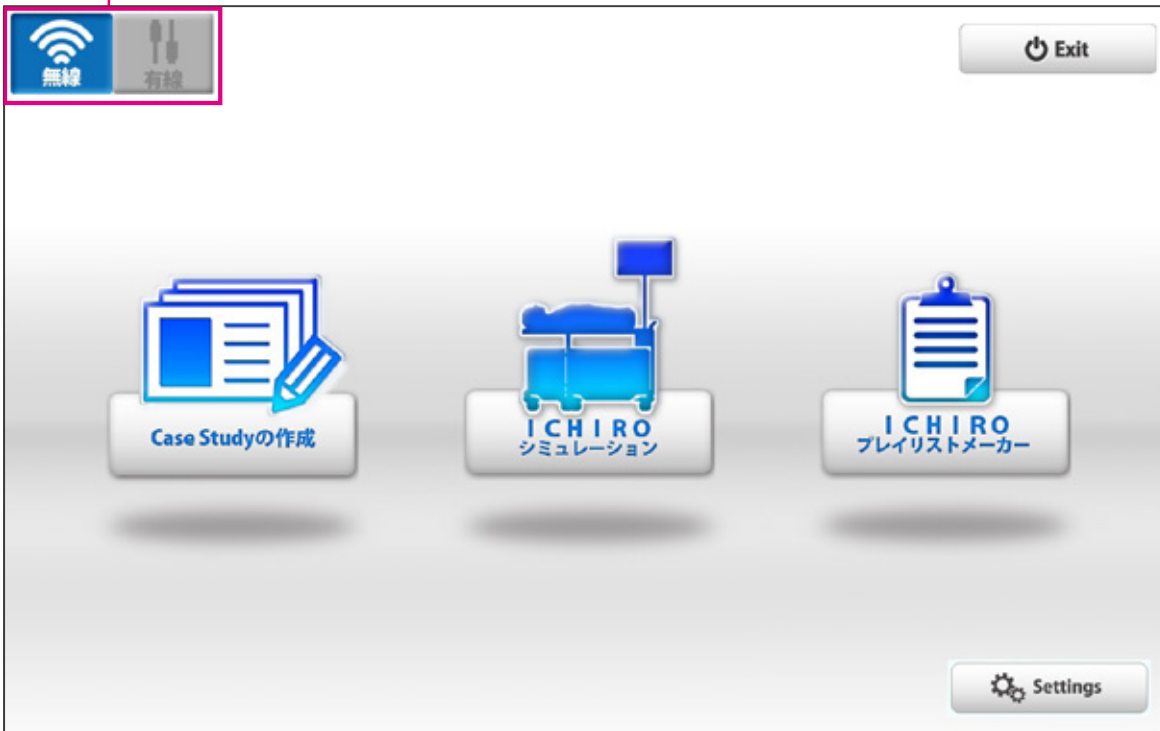 無線
有線
Exit
Case Studyの作成
ICHIRO
シミュレーション
ICHIRO
プレイリストメーカー
Settings